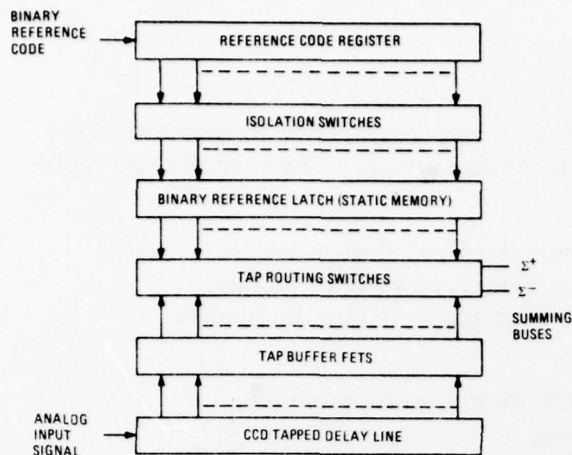 BINARY
REFERENCE
CODE
REFERENCE CODE REGISTER
ISOLATION SWITCHES
BINARY REFERENCE LATCH (STATIC MEMORY)
TAP ROUTING SWITCHES
Σ+
Σ−
SUMMING
BUSES
TAP BUFFER FETS
ANALOG
INPUT
SIGNAL
CCD TAPPED DELAY LINE